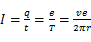 I = q/t = e/T = ve/2πr